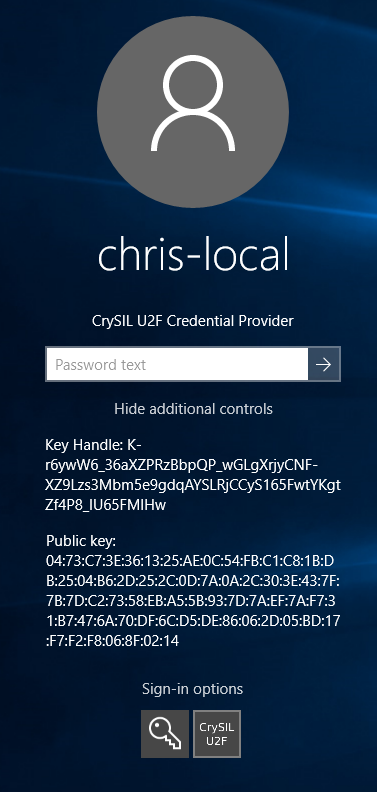 chris-local
CrySIL U2F Credential Provider
Password text
Hide additional controls
Key Handle: K-
r6ywW6_36aXZPRzBbpQP_wGLgXrjyCNF-
XZ9Lzs3Mbm5e9gdqAYSLRjCCyS165FwtYKgt
Zf4P8_IU65FMIHw
Public key:
04:73:C7:3E:36:13:25:AE:0C:54:FB:C1:C8:1B:D
B:25:04:B6:2D:25:2C:0D:7A:0A:2C:30:3E:43:7F:
7B:7D:C2:73:58:EB:A5:5B:93:7D:7A:EF:7A:F7:3
1:B7:47:6A:70:DF:6C:D5:DE:86:06:2D:05:BD:17
:F7:F2:F8:06:8F:02:14
Sign-in options
CrySIL
U2F